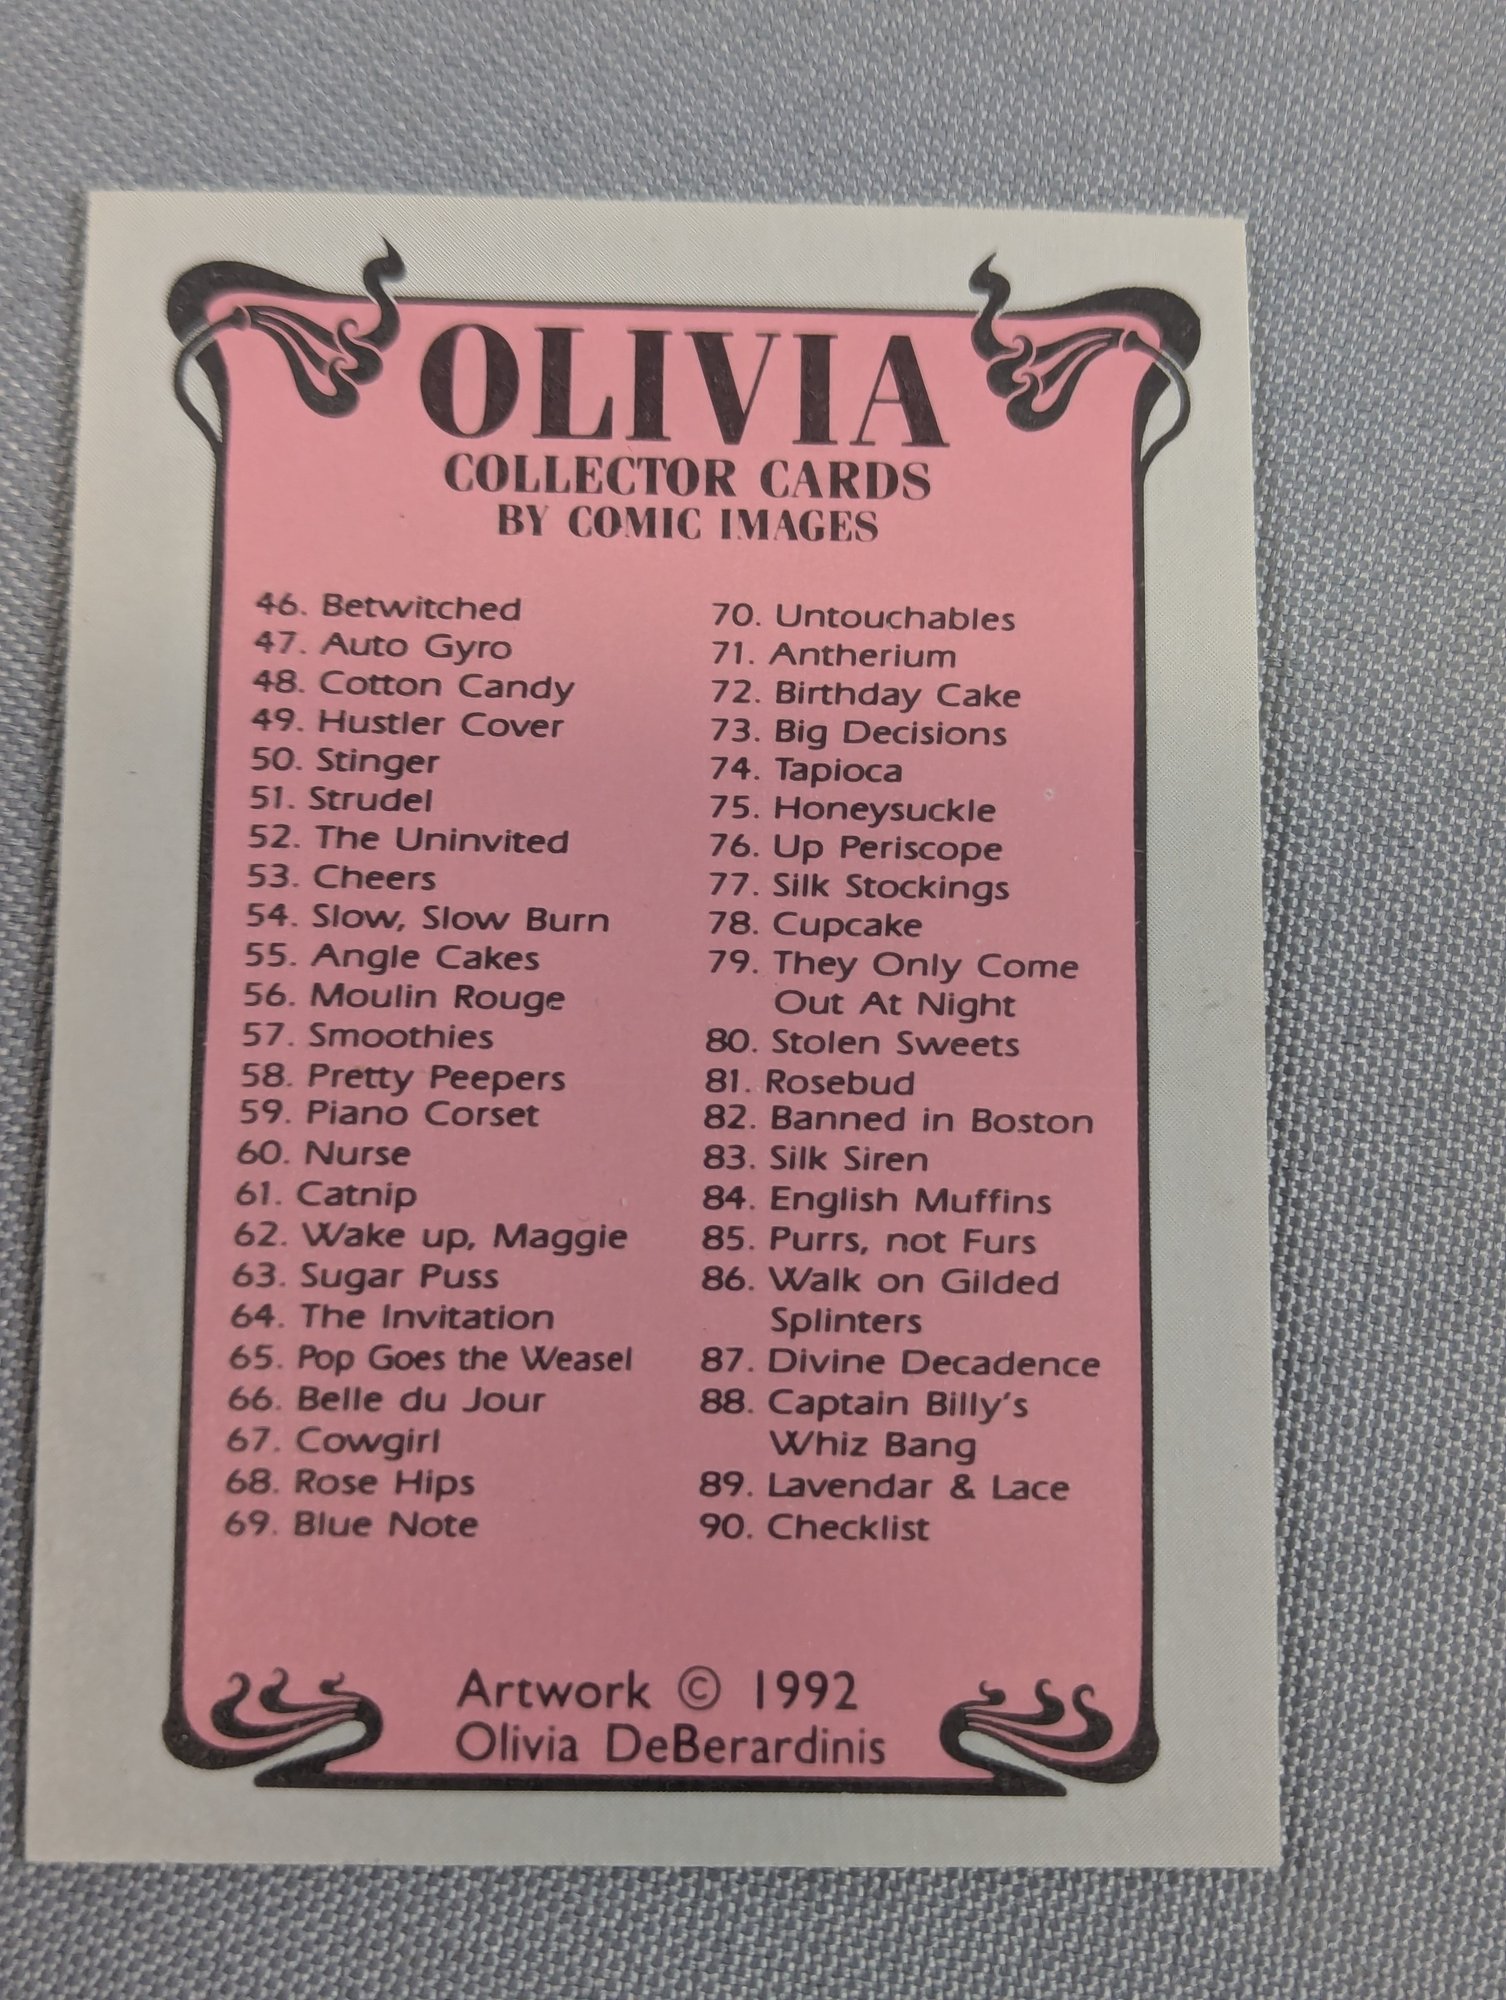 OLIVIA
COLLECTOR CARDS
BY COMIC IMAGES
46. Betwitched
47. Auto Gyro
48. Cotton Candy
49. Hustler Cover
50. Stinger
51. Strudel
52. The Uninvited
53. Cheers
54. Slow, Slow Burn
55. Angle Cakes
56. Moulin Rouge
57. Smoothies
58. Pretty Peepers
59. Piano Corset
60. Nurse
61. Catnip
62. Wake up, Maggie
63. Sugar Puss
64. The Invitation
65. Pop Goes the Weasel
66. Belle du Jour
67. Cowgirl
68. Rose Hips
69. Blue Note
70. Untouchables
71. Antherium
72. Birthday Cake
73. Big Decisions
74. Tapioca
75. Honeysuckle
76. Up Periscope
77. Silk Stockings
78. Cupcake
79. They Only Come
Out At Night
80. Stolen Sweets
81. Rosebud
82. Banned in Boston
83. Silk Siren
84. English Muffins
85. Purrs, not Furs
86. Walk on Gilded
Splinters
87. Divine Decadence
88. Captain Billy's
Whiz Bang
89. Lavendar & Lace
90. Checklist
Artwork © 1992
Olivia DeBerardinis